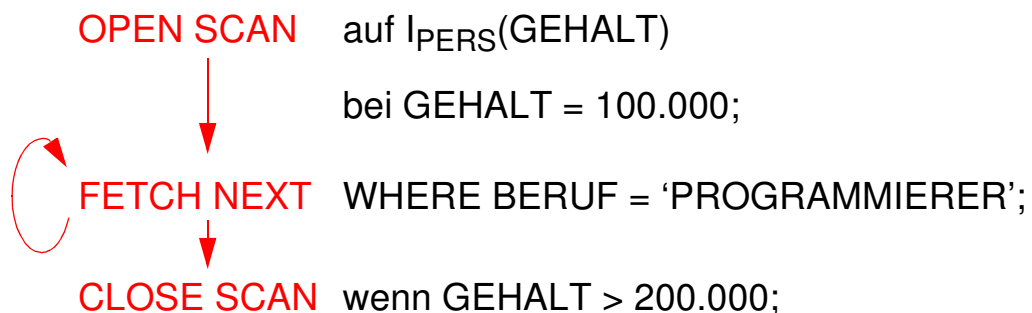 OPEN SCAN auf I_PERS(GEHALT)
bei GEHALT = 100.000;
FETCH NEXT WHERE BERUF = ‘PROGRAMMIERER’;
CLOSE SCAN wenn GEHALT > 200.000;